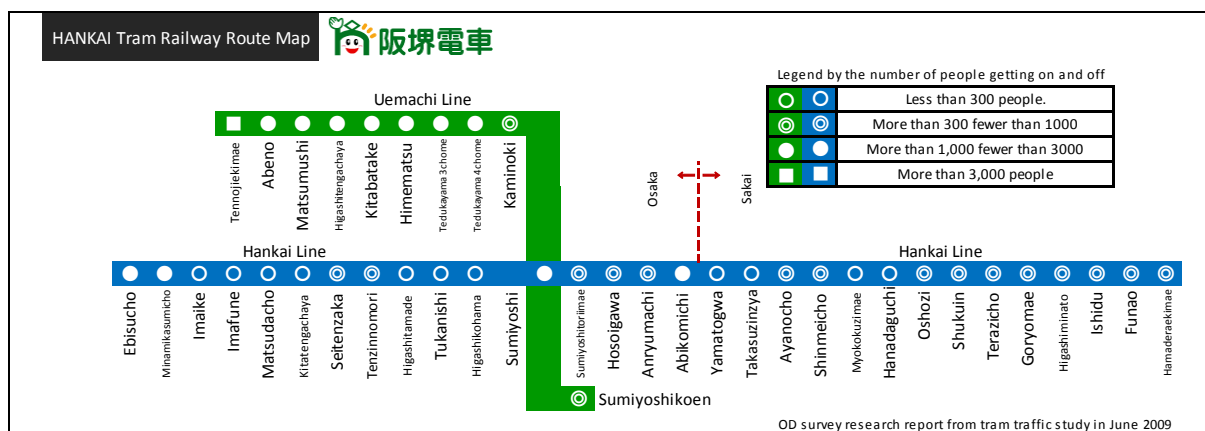 HANKAI Tram Railway Route Map
阪堺電車
Legend by the number of people getting on and off
Less than 300 people.
More than 300 fewer than 1000
More than 1,000 fewer than 3000
More than 3,000 people
Uemachi Line
Tennojiekimae
Abeno
Matsumushi
Higashitengachaya
Kitabatake
Himematsu
Tedukayama 3chome
Tedukayama 4chome
Kaminoki
Osaka
Sakai
Hankai Line
Hankai Line
Ebisucho
Minamikasumicho
Imaike
Imafune
Matsudacho
Kitatengachaya
Seitenzaka
Tenzinnomori
Higashitamade
Tukanishi
Higashikohama
Sumiyoshi
Sumiyoshitoriimae
Hosoigawa
Anryumachi
Abikomichi
Yamatogwa
Takasuzinzya
Ayanocho
Shinmeicho
Myokokuzimae
Hanadaguchi
Oshozi
Shukuin
Terazicho
Goryomae
Higashiminato
Ishidu
Funao
Hamaderaekimae
Sumiyoshikoen
OD survey research report from tram traffic study in June 2009